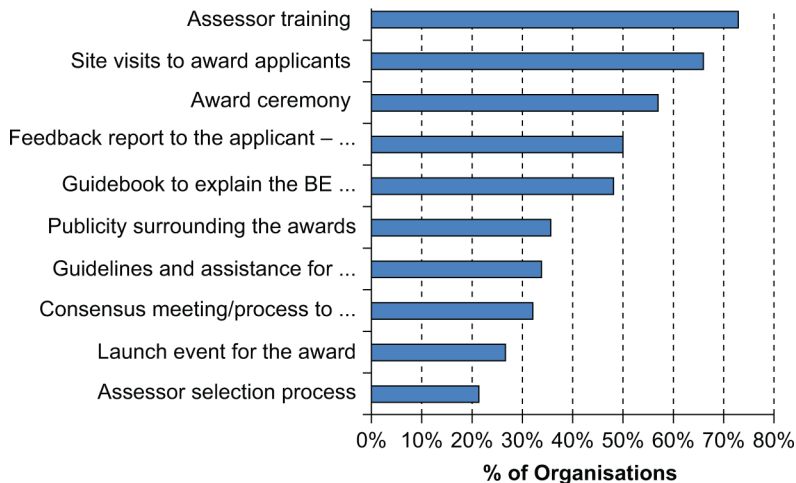 Assessor training
Site visits to award applicants
Award ceremony
Feedback report to the applicant – ...
Guidebook to explain the BE ...
Publicity surrounding the awards
Guidelines and assistance for ...
Consensus meeting/process to ...
Launch event for the award
Assessor selection process
0% 10% 20% 30% 40% 50% 60% 70% 80%
% of Organisations